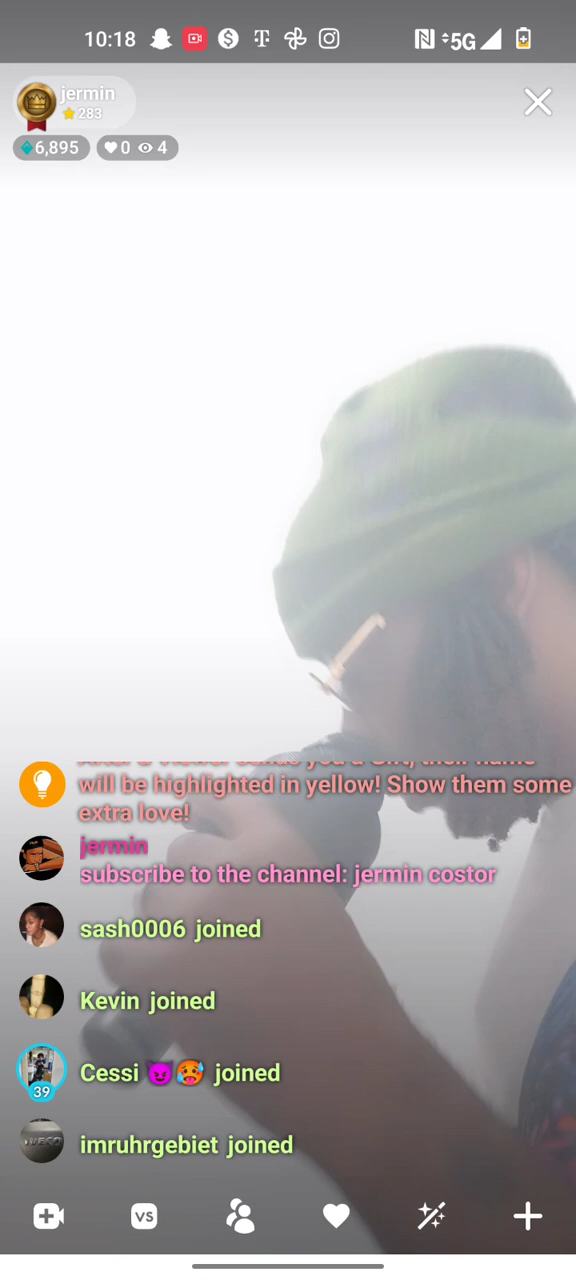 10:18
5G
jermin
283
6,895
0
4
will be highlighted in yellow! Show them some
extra love!
jermin
subscribe to the channel: jermin costor
sash0006 joined
Kevin joined
Cessi 😈🥵 joined
39
imruhrgebiet joined
VS